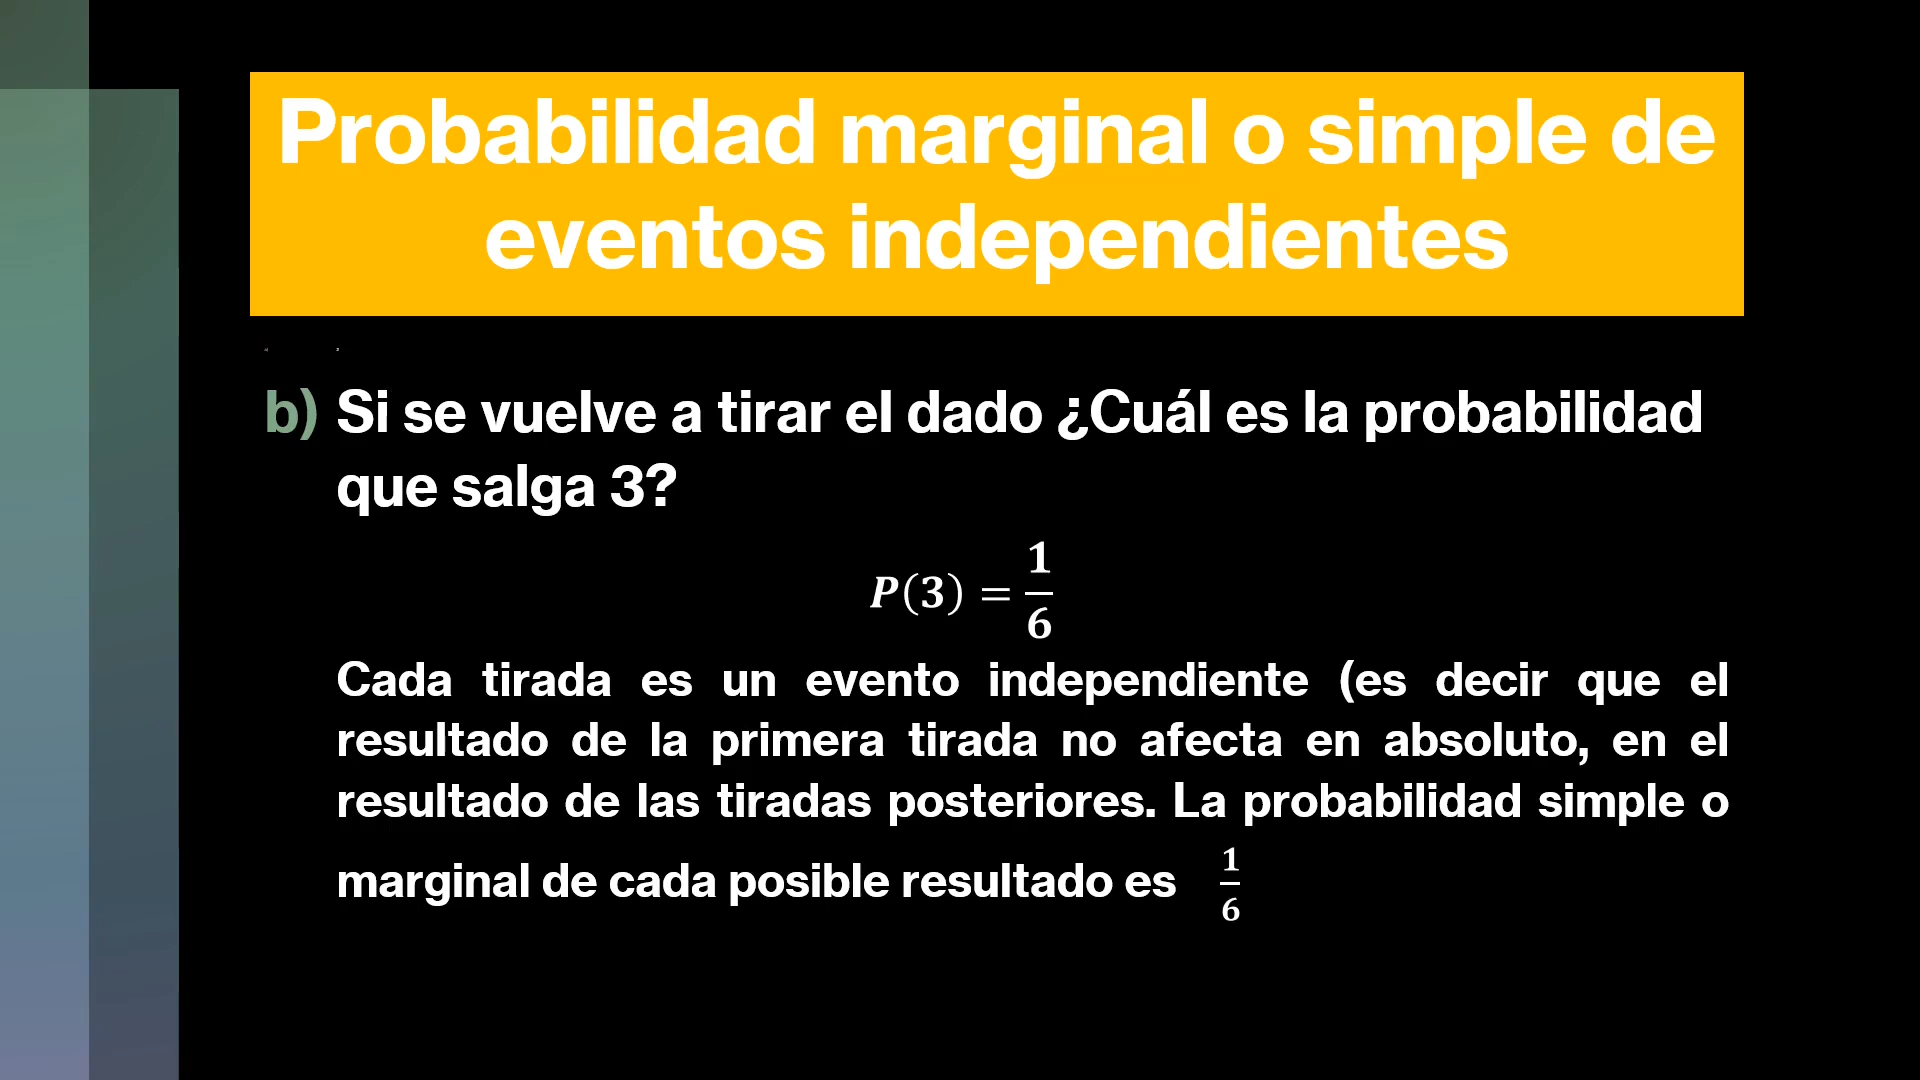 Probabilidad marginal o simple de
eventos independientes
b) Si se vuelve a tirar el dado ¿Cuál es la probabilidad
que salga 3?
P(3) = 1/6
Cada tirada es un evento independiente (es decir que el
resultado de la primera tirada no afecta en absoluto, en el
resultado de las tiradas posteriores. La probabilidad simple o
marginal de cada posible resultado es 1/6